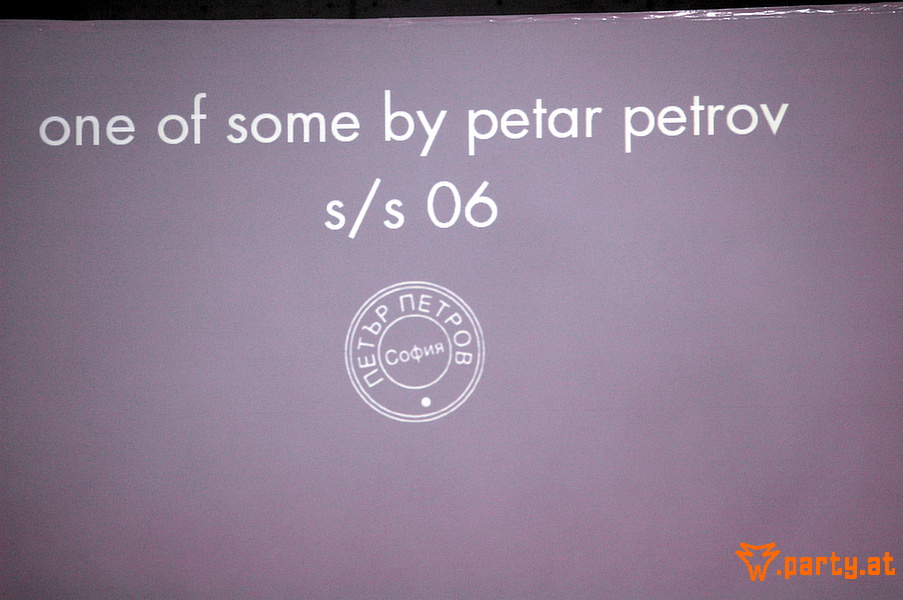 one of some by petar petrov
s/s 06
ПЕТЪР ПЕТРОВ
София
W.party.at